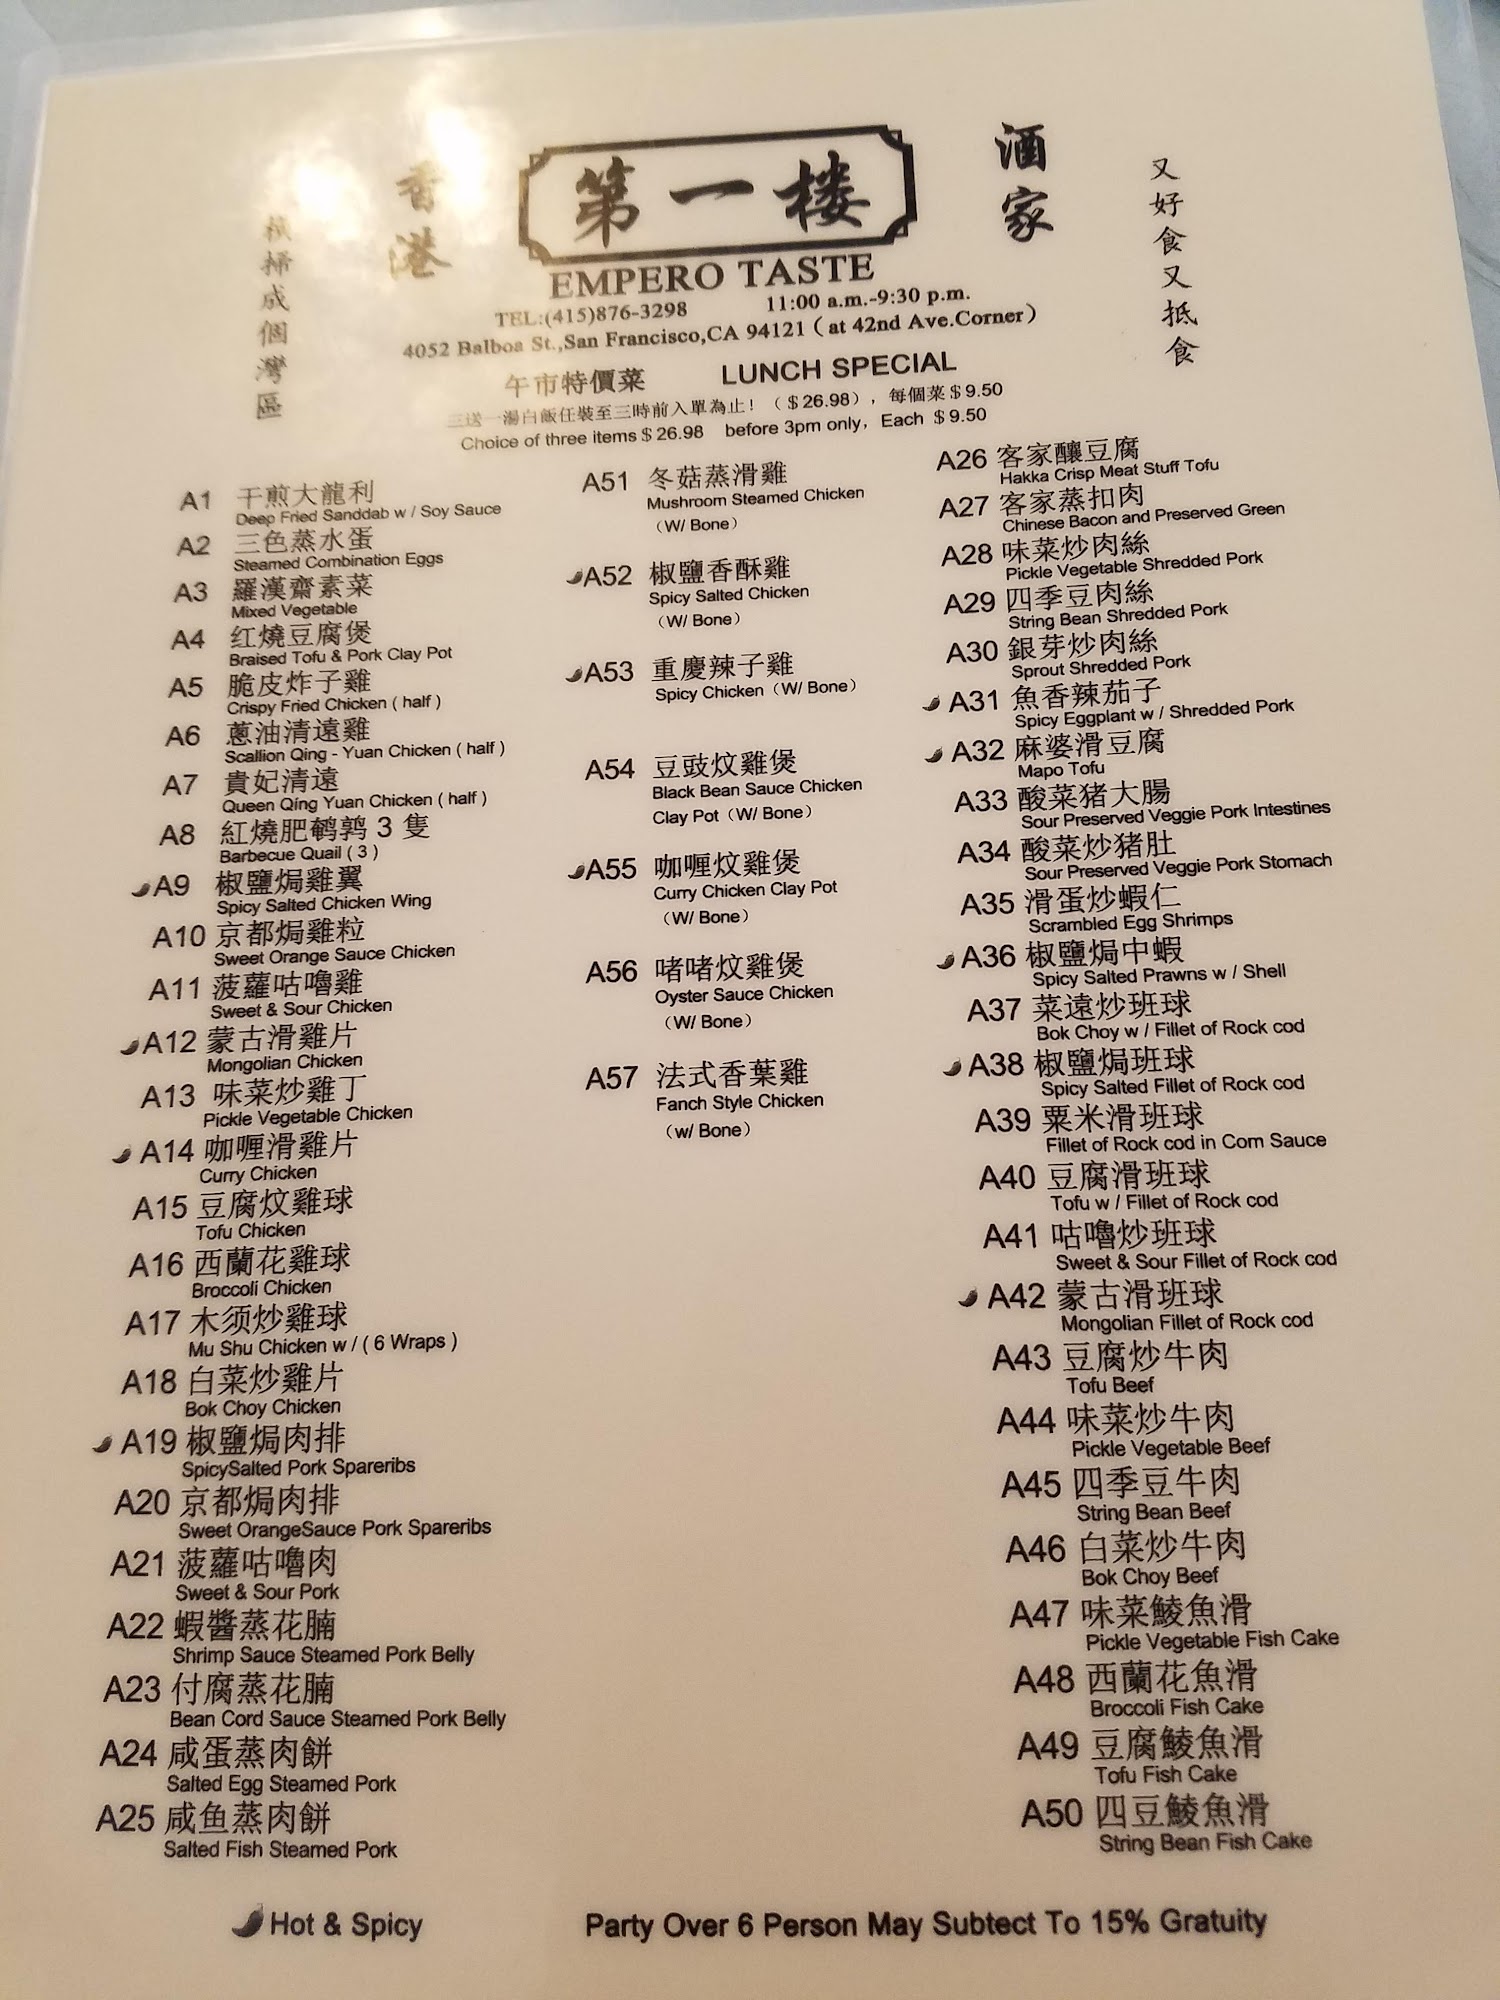 香港
第一楼
酒家
橫掃成個灣區
又好食又抵食
EMPERO TASTE
TEL:(415)876-3298 11:00 a.m.-9:30 p.m.
4052 Balboa St.,San Francisco,CA 94121（at 42nd Ave.Corner）
午市特價菜 LUNCH SPECIAL
三送一湯白飯任裝至三時前入單為止！（＄26.98），每個菜＄9.50
Choice of three items＄26.98 before 3pm only，Each ＄9.50
A1 干煎大龍利
Deep Fried Sanddab w / Soy Sauce
A2 三色蒸水蛋
Steamed Combination Eggs
A3 羅漢齋素菜
Mixed Vegetable
A4 红燒豆腐煲
Braised Tofu & Pork Clay Pot
A5 脆皮炸子雞
Crispy Fried Chicken ( half )
A6 蔥油清遠雞
Scallion Qing - Yuan Chicken ( half )
A7 貴妃清遠
Queen Qíng Yuan Chicken ( half )
A8 紅燒肥鹌鹑 3 隻
Barbecue Quail ( 3 )
A9 椒鹽焗雞翼
Spicy Salted Chicken Wing
A10 京都焗雞粒
Sweet Orange Sauce Chicken
A11 菠蘿咕嚕雞
Sweet & Sour Chicken
A12 蒙古滑雞片
Mongolian Chicken
A13 味菜炒雞丁
Pickle Vegetable Chicken
A14 咖喱滑雞片
Curry Chicken
A15 豆腐炆雞球
Tofu Chicken
A16 西蘭花雞球
Broccoli Chicken
A17 木须炒雞球
Mu Shu Chicken w / ( 6 Wraps )
A18 白菜炒雞片
Bok Choy Chicken
A19 椒鹽焗肉排
SpicySalted Pork Spareribs
A20 京都焗肉排
Sweet OrangeSauce Pork Spareribs
A21 菠蘿咕嚕肉
Sweet & Sour Pork
A22 蝦醬蒸花腩
Shrimp Sauce Steamed Pork Belly
A23 付腐蒸花腩
Bean Cord Sauce Steamed Pork Belly
A24 咸蛋蒸肉餅
Salted Egg Steamed Pork
A25 咸鱼蒸肉餅
Salted Fish Steamed Pork
A51 冬菇蒸滑雞
Mushroom Steamed Chicken
（W/ Bone）
A52 椒鹽香酥雞
Spicy Salted Chicken
（W/ Bone）
A53 重慶辣子雞
Spicy Chicken（W/ Bone）
A54 豆豉炆雞煲
Black Bean Sauce Chicken
Clay Pot（W/ Bone）
A55 咖喱炆雞煲
Curry Chicken Clay Pot
（W/ Bone）
A56 啫啫炆雞煲
Oyster Sauce Chicken
（W/ Bone）
A57 法式香葉雞
Fanch Style Chicken
（w/ Bone）
A26 客家釀豆腐
Hakka Crisp Meat Stuff Tofu
A27 客家蒸扣肉
Chinese Bacon and Preserved Green
A28 味菜炒肉絲
Pickle Vegetable Shredded Pork
A29 四季豆肉絲
String Bean Shredded Pork
A30 銀芽炒肉絲
Sprout Shredded Pork
A31 魚香辣茄子
Spicy Eggplant w / Shredded Pork
A32 麻婆滑豆腐
Mapo Tofu
A33 酸菜猪大腸
Sour Preserved Veggie Pork Intestines
A34 酸菜炒猪肚
Sour Preserved Veggie Pork Stomach
A35 滑蛋炒蝦仁
Scrambled Egg Shrimps
A36 椒鹽焗中蝦
Spicy Salted Prawns w / Shell
A37 菜遠炒班球
Bok Choy w / Fillet of Rock cod
A38 椒鹽焗班球
Spicy Salted Fillet of Rock cod
A39 粟米滑班球
Fillet of Rock cod in Corn Sauce
A40 豆腐滑班球
Tofu w / Fillet of Rock cod
A41 咕嚕炒班球
Sweet & Sour Fillet of Rock cod
A42 蒙古滑班球
Mongolian Fillet of Rock cod
A43 豆腐炒牛肉
Tofu Beef
A44 味菜炒牛肉
Pickle Vegetable Beef
A45 四季豆牛肉
String Bean Beef
A46 白菜炒牛肉
Bok Choy Beef
A47 味菜鯪魚滑
Pickle Vegetable Fish Cake
A48 西蘭花魚滑
Broccoli Fish Cake
A49 豆腐鯪魚滑
Tofu Fish Cake
A50 四豆鯪魚滑
String Bean Fish Cake
Hot & Spicy
Party Over 6 Person May Subtect To 15% Gratuity